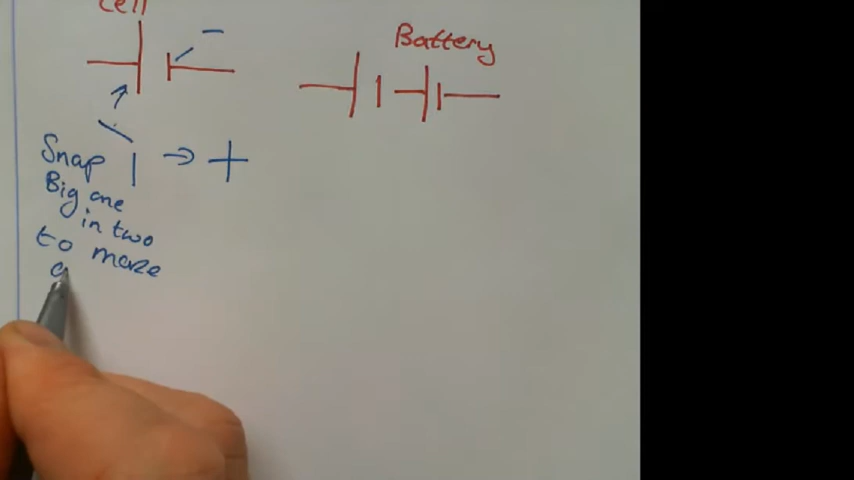 Cell
Battery
Snap
Big one
in two
to make
a